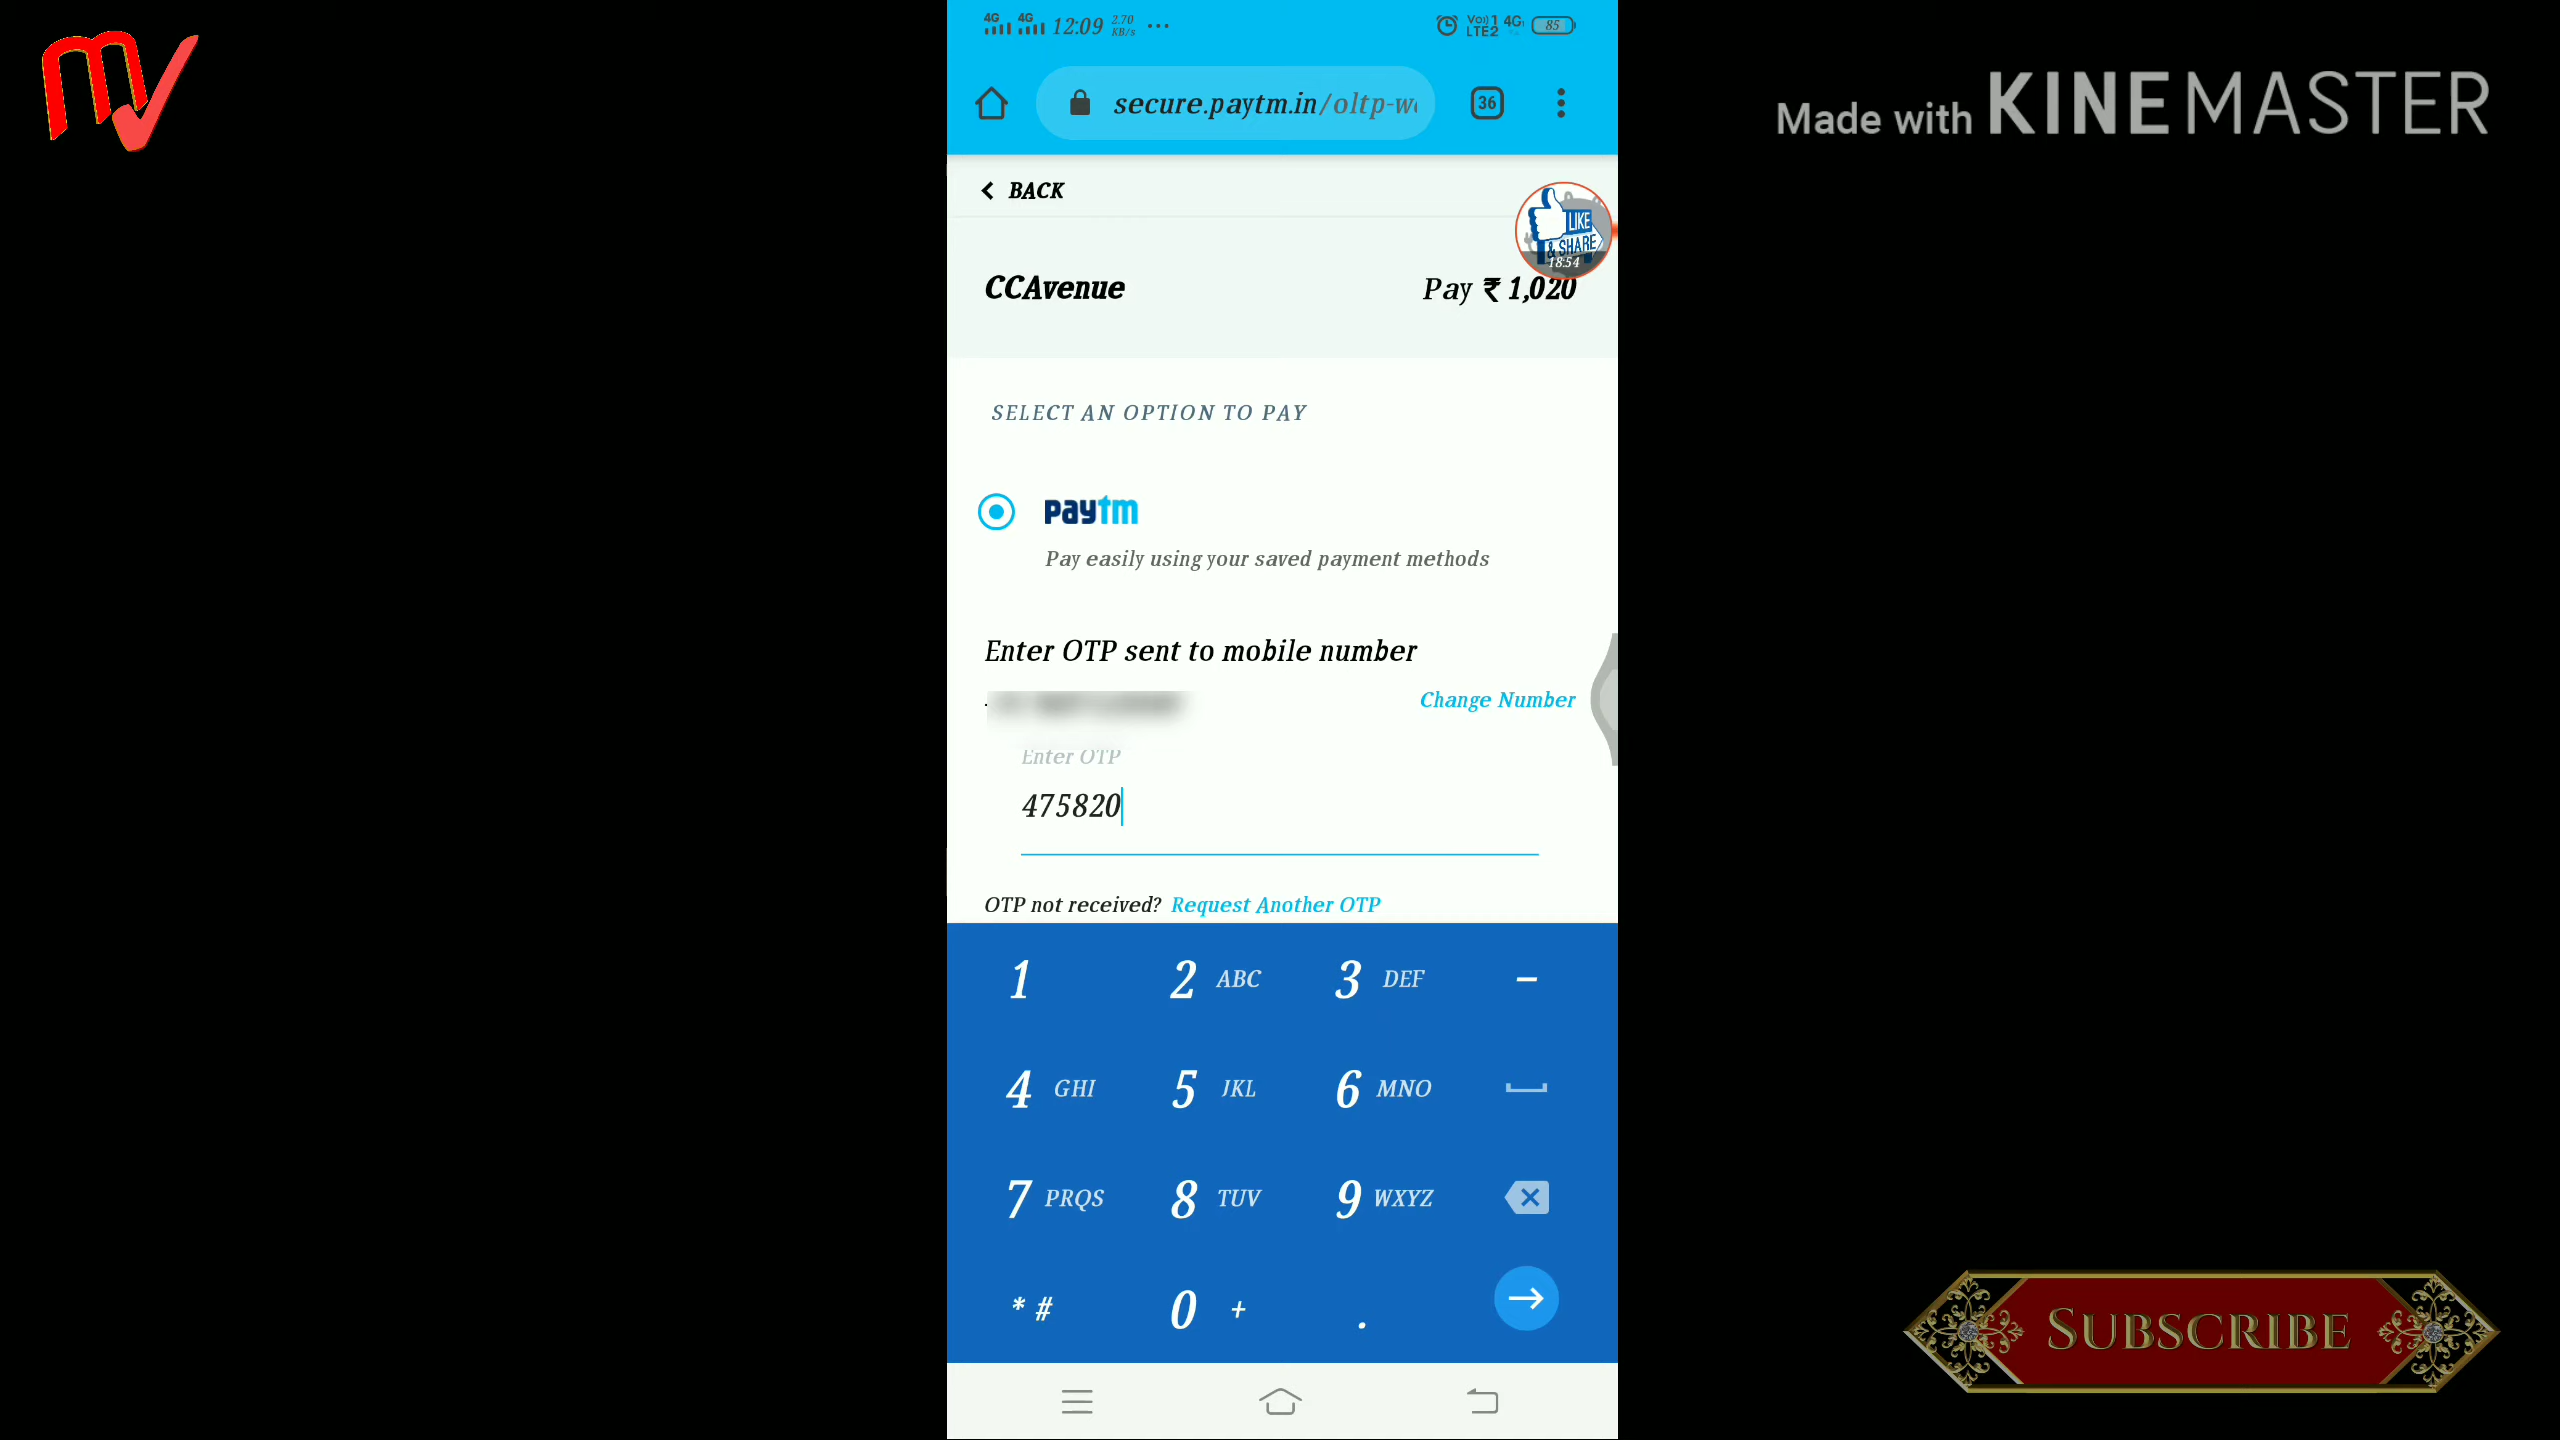 4G 4G 12:09 2.70 KB/s ...
Vo)) 1 LTE2 4G 85
secure.paytm.in/oltp-w
36
Made with KINEMASTER
BACK
LIKE & SHARE
18:54
CCAvenue
Pay ₹ 1,020
SELECT AN OPTION TO PAY
paytm
Pay easily using your saved payment methods
Enter OTP sent to mobile number
Change Number
Enter OTP
475820
OTP not received? Request Another OTP
1 2 ABC 3 DEF -
4 GHI 5 JKL 6 MNO
7 PRQS 8 TUV 9 WXYZ
* # 0 + .
SUBSCRIBE